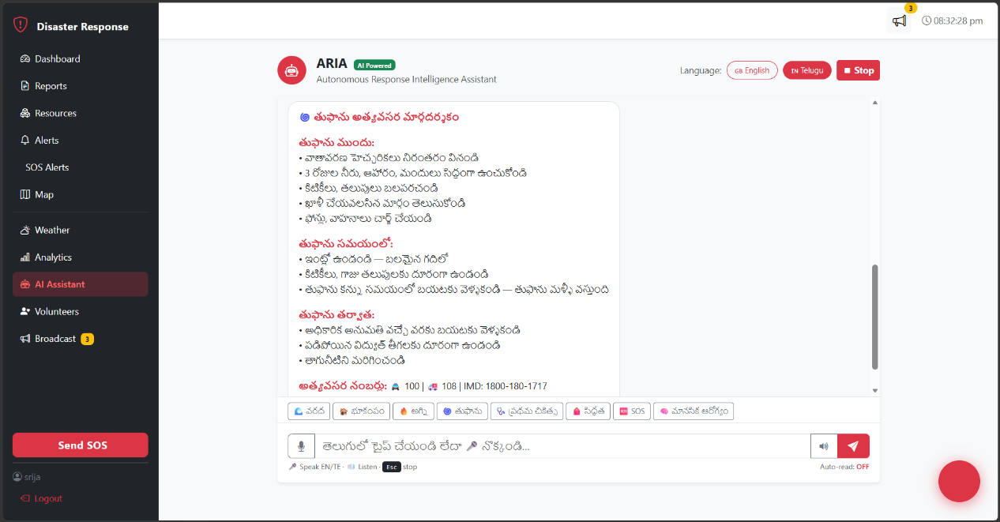 3
08:32:28 pm
Disaster Response
Dashboard
Reports
Resources
Alerts
SOS Alerts
Map
Weather
Analytics
AI Assistant
Volunteers
Broadcast 3
Send SOS
srija
Logout
ARIA AI Powered
Autonomous Response Intelligence Assistant
Language: GB English IN Telugu Stop
🌀 తుఫాను అత్యవసర మార్గదర్శకం
తుఫాను ముందు:
• వాతావరణ హెచ్చరికలు నిరంతరం వినండి
• 3 రోజుల నీరు, ఆహారం, మందులు సిద్ధంగా ఉంచుకోండి
• కిటికీలు, తలుపులు బలపరచండి
• ఖాళీ చేయవలసిన మార్గం తెలుసుకోండి
• ఫోన్లు, వాహనాలు చార్జ్ చేయండి
తుఫాను సమయంలో:
• ఇంట్లో ఉండండి — బలమైన గదిలో
• కిటికీలు, గాజు తలుపులకు దూరంగా ఉండండి
• తుఫాను కన్ను సమయంలో బయటకు వెళ్ళకండి — తుఫాను మళ్ళీ వస్తుంది
తుఫాను తర్వాత:
• అధికారిక అనుమతి వచ్చే వరకు బయటకు వెళ్ళకండి
• పడిపోయిన విద్యుత్ తీగలకు దూరంగా ఉండండి
• తాగునీటిని మరిగించండి
అత్యవసర నంబర్లు: 🚔 100 | 🚑 108 | IMD: 1800-180-1717
🌊 వరద 🏠 భూకంపం 🔥 అగ్ని 🌀 తుఫాను 🩺 ప్రథమ చికిత్స 🎒 సిద్ధత 🆘 SOS 🧠 మానసిక ఆరోగ్యం
తెలుగులో టైప్ చేయండి లేదా 🎤 నొక్కండి...
🎤 Speak EN/TE · 🔊 Listen · Esc stop
Auto-read: OFF